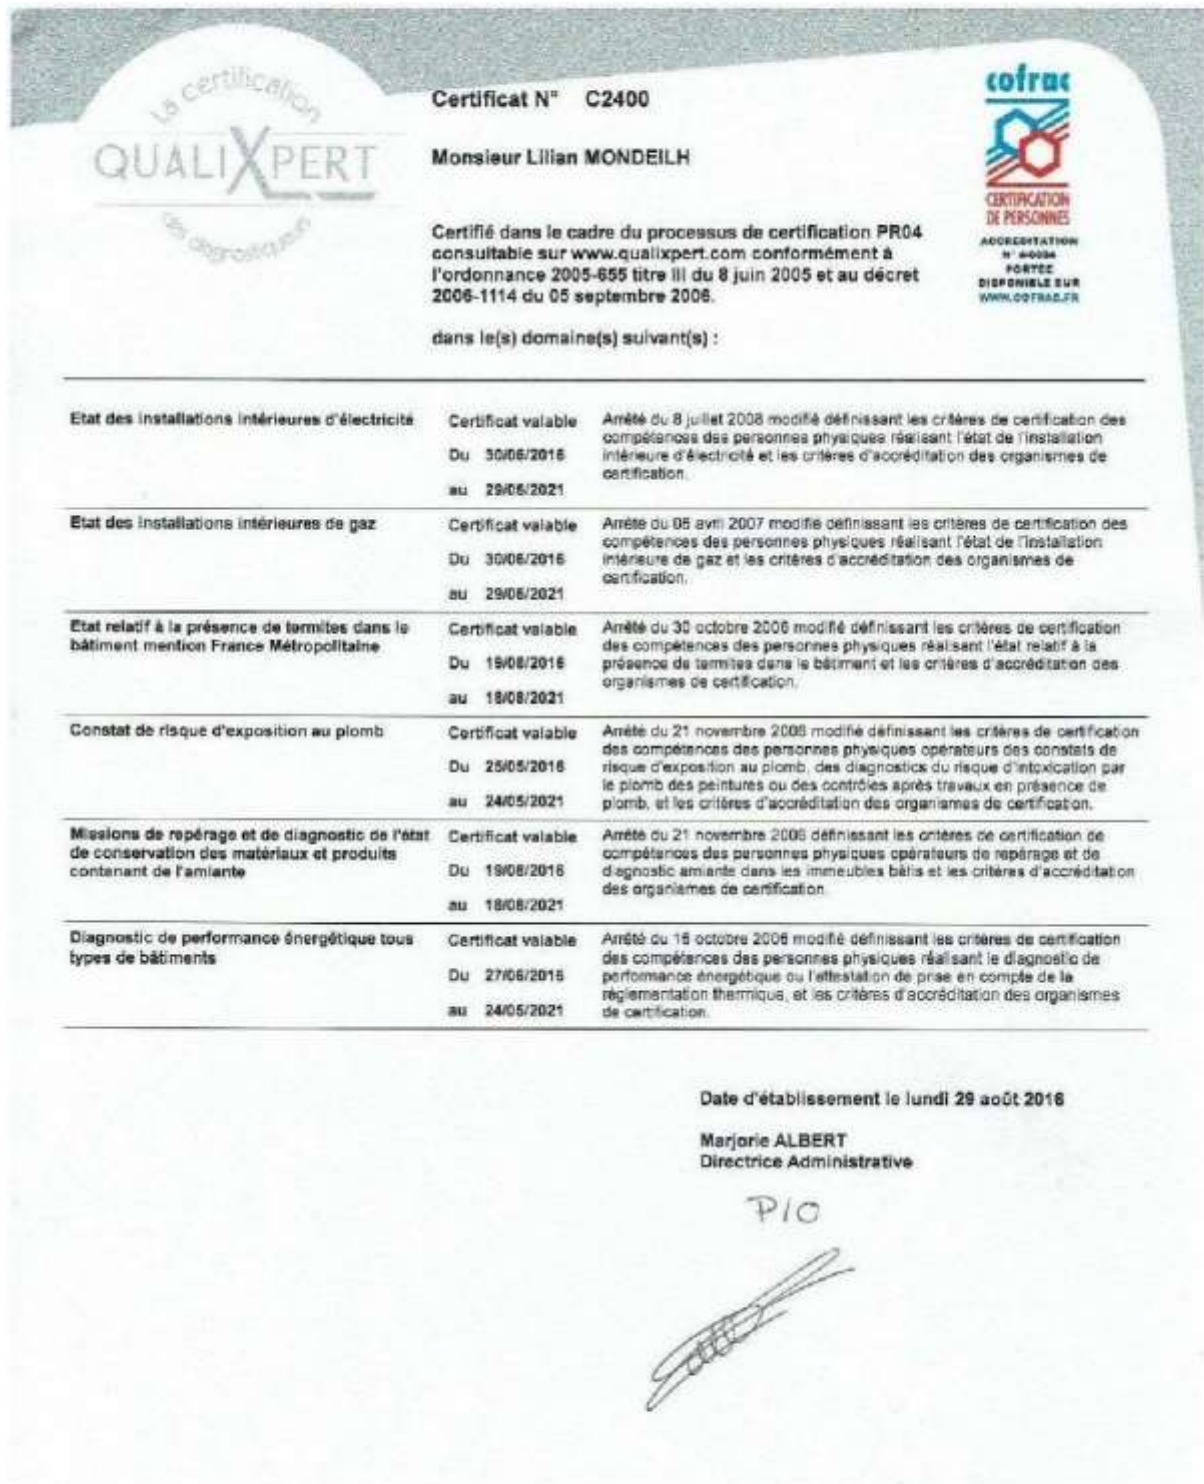 La certification
QUALIXPERT
des diagnostiqueurs
Certificat N° C2400
Monsieur Lilian MONDEILH
Certifié dans le cadre du processus de certification PR04
consultable sur www.qualixpert.com conformément à
l'ordonnance 2005-655 titre III du 8 juin 2005 et au décret
2006-1114 du 05 septembre 2006.
dans le(s) domaine(s) suivant(s) :
cofrac
CERTIFICATION
DE PERSONNES
ACCREDITATION
N°
PORTEE
DISPONIBLE SUR
WWW.COFRAC.FR
Etat des installations intérieures d'électricité
Certificat valable
Du 30/06/2016
au 29/06/2021
Arrêté du 8 juillet 2008 modifié définissant les critères de certification des
compétences des personnes physiques réalisant l'état de l'installation
intérieure d'électricité et les critères d'accréditation des organismes de
certification.
Etat des installations intérieures de gaz
Certificat valable
Du 30/06/2016
au 29/06/2021
Arrêté du 06 avril 2007 modifié définissant les critères de certification des
compétences des personnes physiques réalisant l'état de l'installation
intérieure de gaz et les critères d'accréditation des organismes de
certification.
Etat relatif à la présence de termites dans le
bâtiment mention France Métropolitaine
Certificat valable
Du 19/08/2016
au 18/08/2021
Arrêté du 30 octobre 2006 modifié définissant les critères de certification
des compétences des personnes physiques réalisant l'état relatif à la
présence de termites dans le bâtiment et les critères d'accréditation des
organismes de certification.
Constat de risque d'exposition au plomb
Certificat valable
Du 25/05/2016
au 24/05/2021
Arrêté du 21 novembre 2006 modifié définissant les critères de certification
des compétences des personnes physiques opérateurs des constats de
risque d'exposition au plomb, des diagnostics du risque d'intoxication par
le plomb des peintures ou des contrôles après travaux en présence de
plomb, et les critères d'accréditation des organismes de certification.
Missions de repérage et de diagnostic de l'état
de conservation des matériaux et produits
contenant de l'amiante
Certificat valable
Du 19/08/2016
au 18/08/2021
Arrêté du 21 novembre 2006 définissant les critères de certification de
compétences des personnes physiques opérateurs de repérage et de
diagnostic amiante dans les immeubles bâtis et les critères d'accréditation
des organismes de certification.
Diagnostic de performance énergétique tous
types de bâtiments
Certificat valable
Du 27/06/2016
au 24/05/2021
Arrêté du 16 octobre 2006 modifié définissant les critères de certification
des compétences des personnes physiques réalisant le diagnostic de
performance énergétique ou l'attestation de prise en compte de la
réglementation thermique, et les critères d'accréditation des organismes
de certification.
Date d'établissement le lundi 29 août 2016
Marjorie ALBERT
Directrice Administrative
P/O